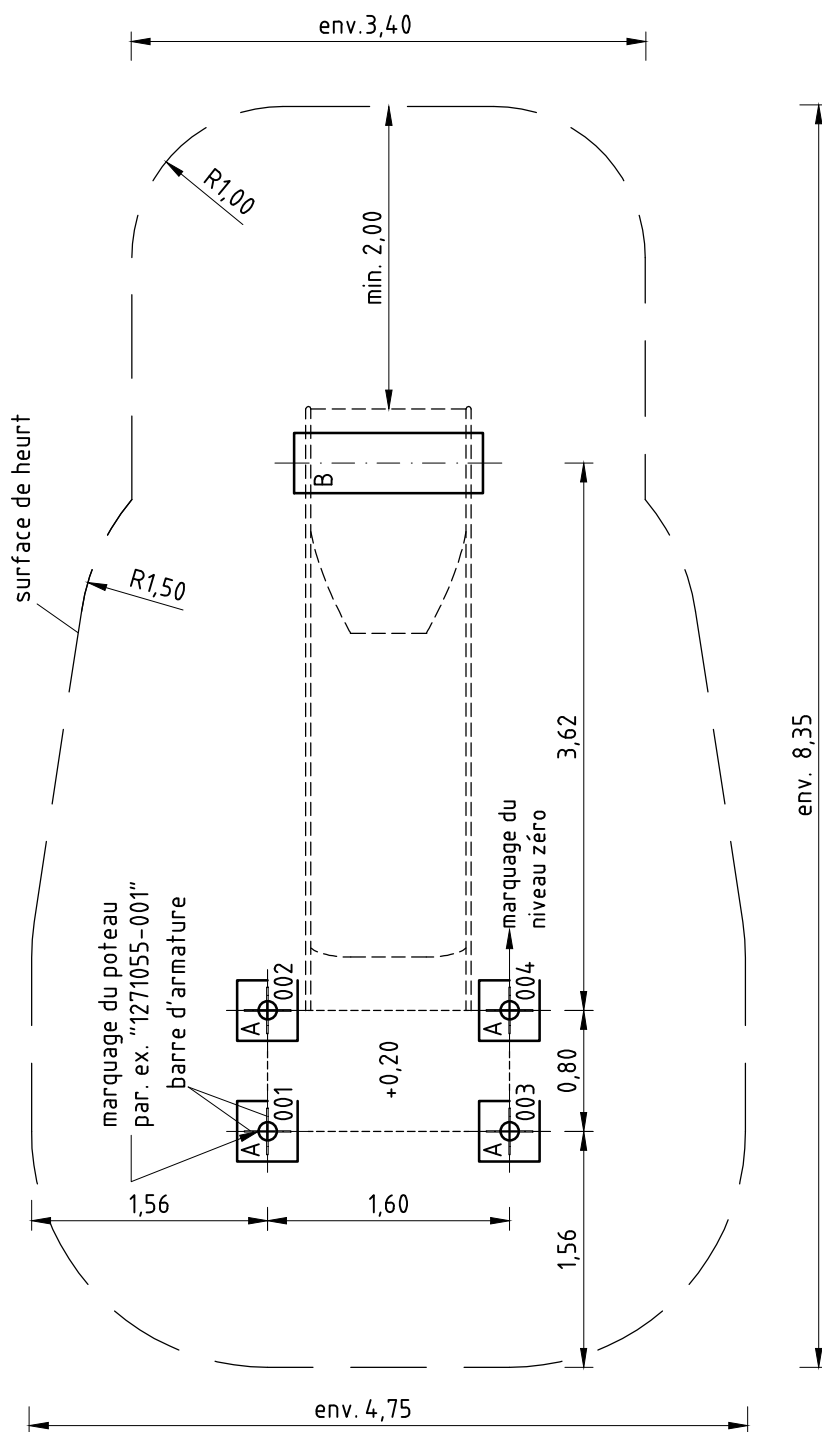 env.3,40
R1,00
min. 2,00
surface de heurt
B
R1,50
3,62
env. 8,35
marquage du poteau
par. ex. "1271055-001"
barre d'armature
marquage du
niveau zéro
A
002
A
004
+0,20
0,80
A
001
A
003
1,56
1,60
1,56
env. 4,75